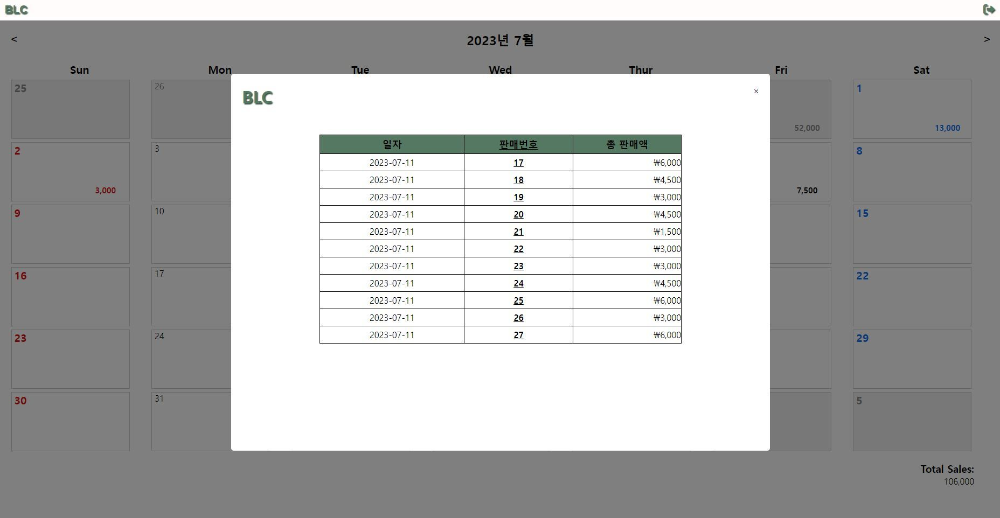 BLC
< 2023년 7월 >
Sun Mon Tue Wed Thur Fri Sat
25 26 1
52,000 13,000
2 3 8
3,000 7,500
9 10 15
16 17 22
23 24 29
30 31 5
BLC ×
일자 판매번호 총 판매액
2023-07-11 17 ₩6,000
2023-07-11 18 ₩4,500
2023-07-11 19 ₩3,000
2023-07-11 20 ₩4,500
2023-07-11 21 ₩1,500
2023-07-11 22 ₩3,000
2023-07-11 23 ₩3,000
2023-07-11 24 ₩4,500
2023-07-11 25 ₩6,000
2023-07-11 26 ₩3,000
2023-07-11 27 ₩6,000
Total Sales:
106,000